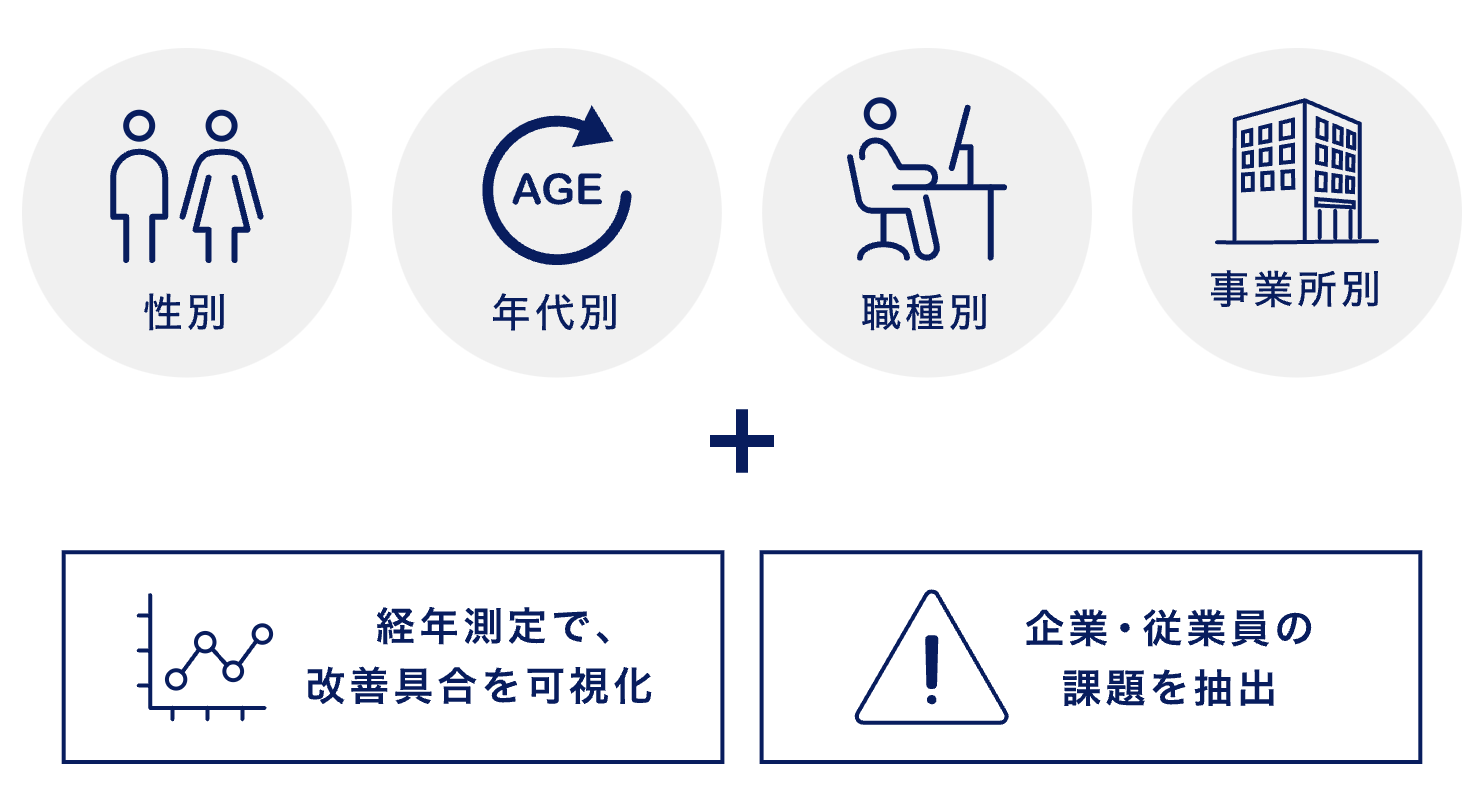 AGE
性別
年代別
職種別
事業所別
経年測定で、
改善具合を可視化
企業・従業員の
課題を抽出